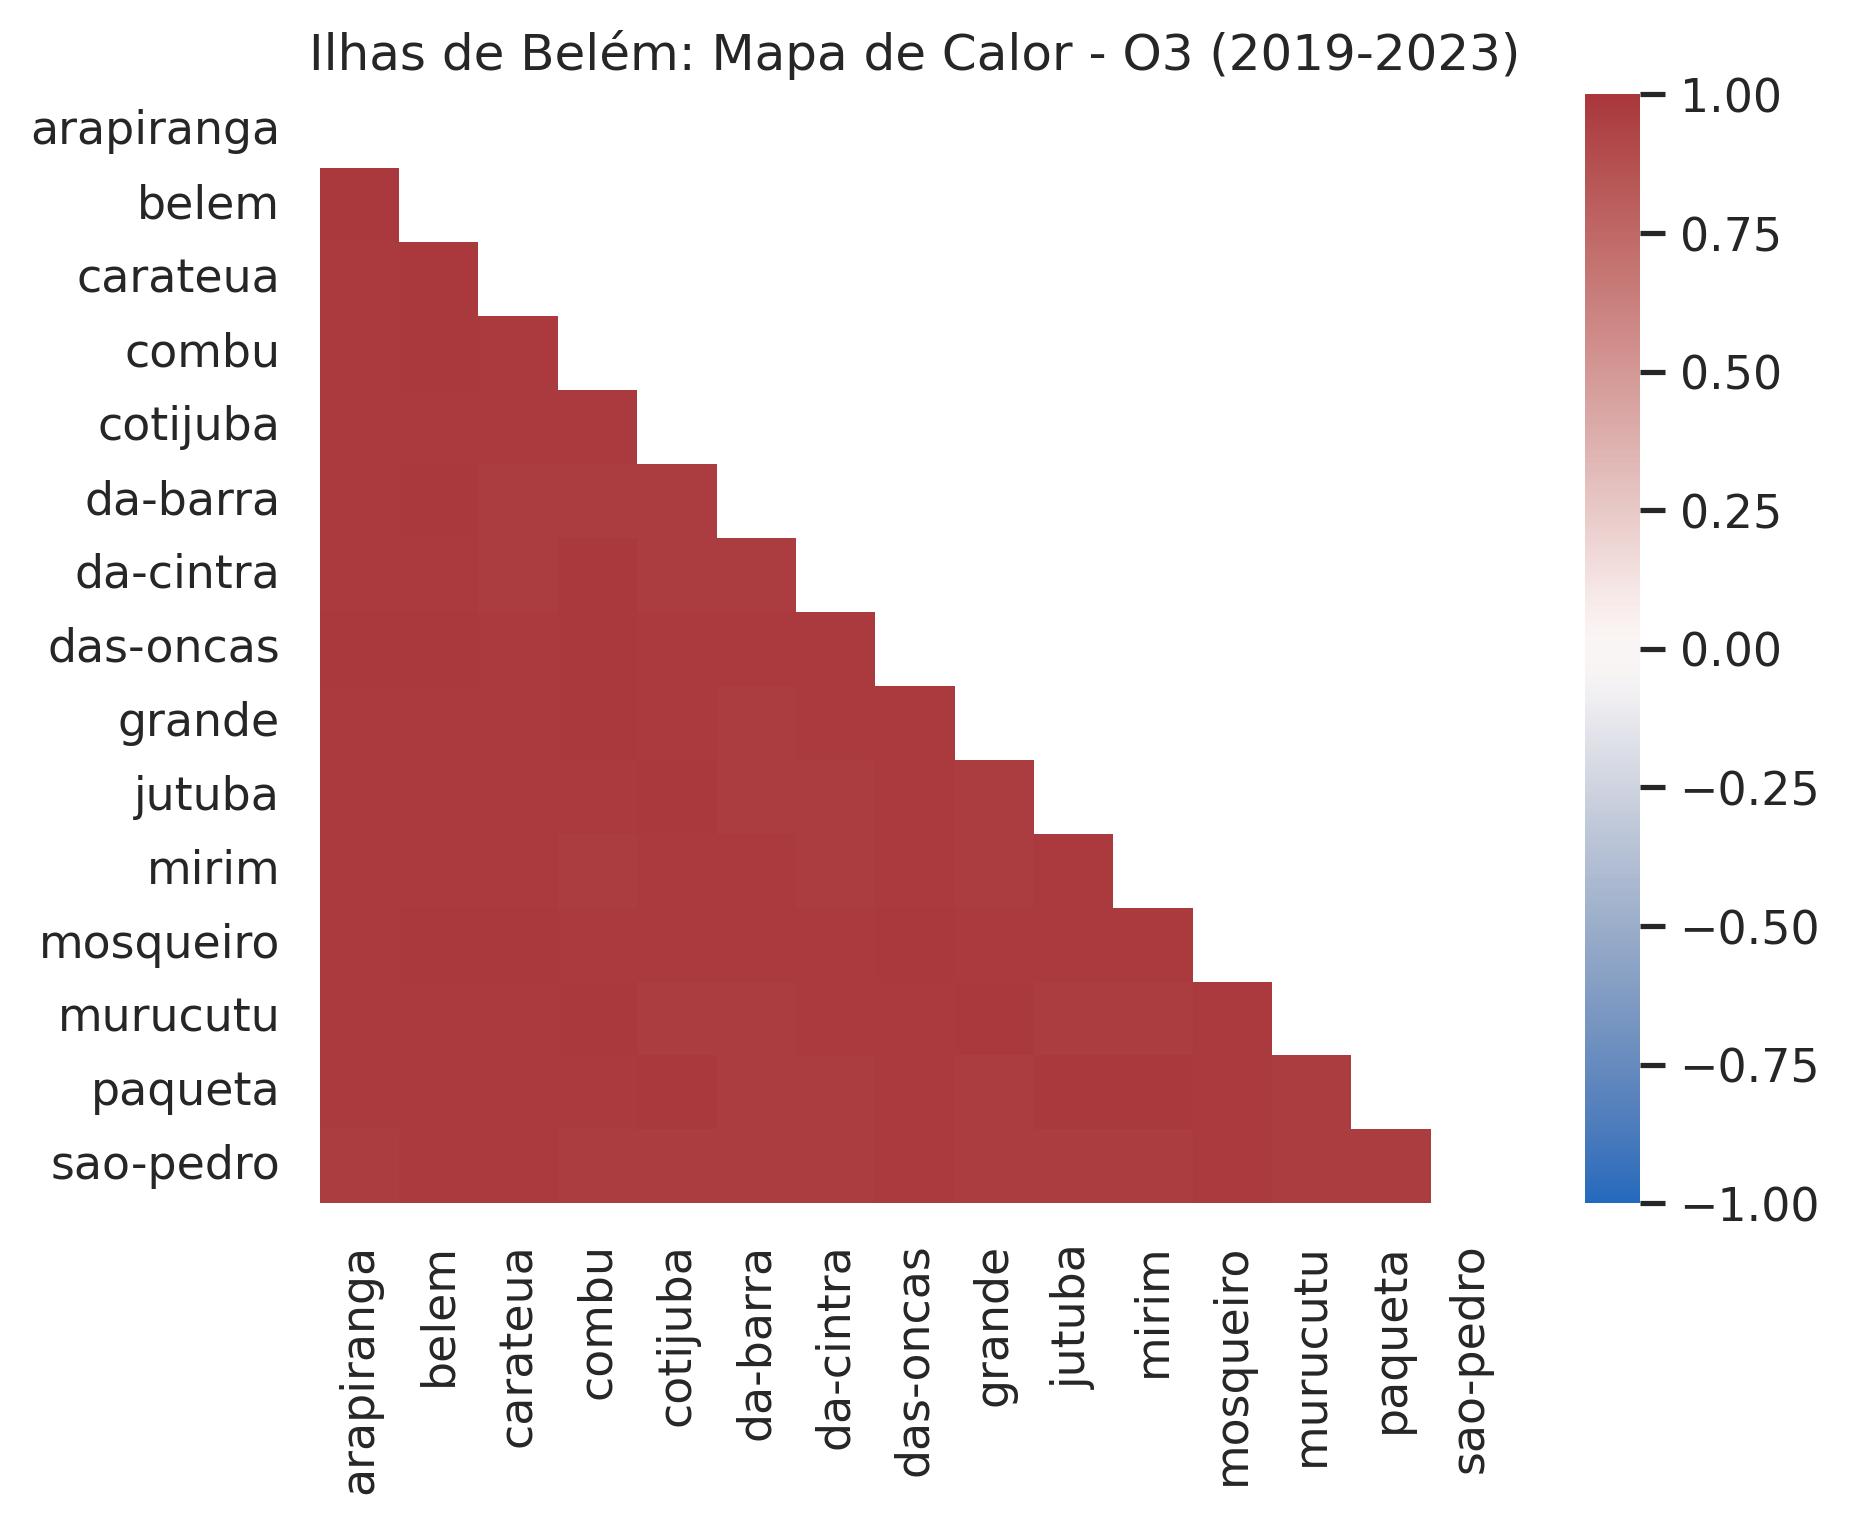 Ilhas de Belém: Mapa de Calor - O3 (2019-2023)
arapiranga
belem
carateua
combu
cotijuba
da-barra
da-cintra
das-oncas
grande
jutuba
mirim
mosqueiro
murucutu
paqueta
sao-pedro
arapiranga
belem
carateua
combu
cotijuba
da-barra
da-cintra
das-oncas
grande
jutuba
mirim
mosqueiro
murucutu
paqueta
sao-pedro
1.00
0.75
0.50
0.25
0.00
−0.25
−0.50
−0.75
−1.00